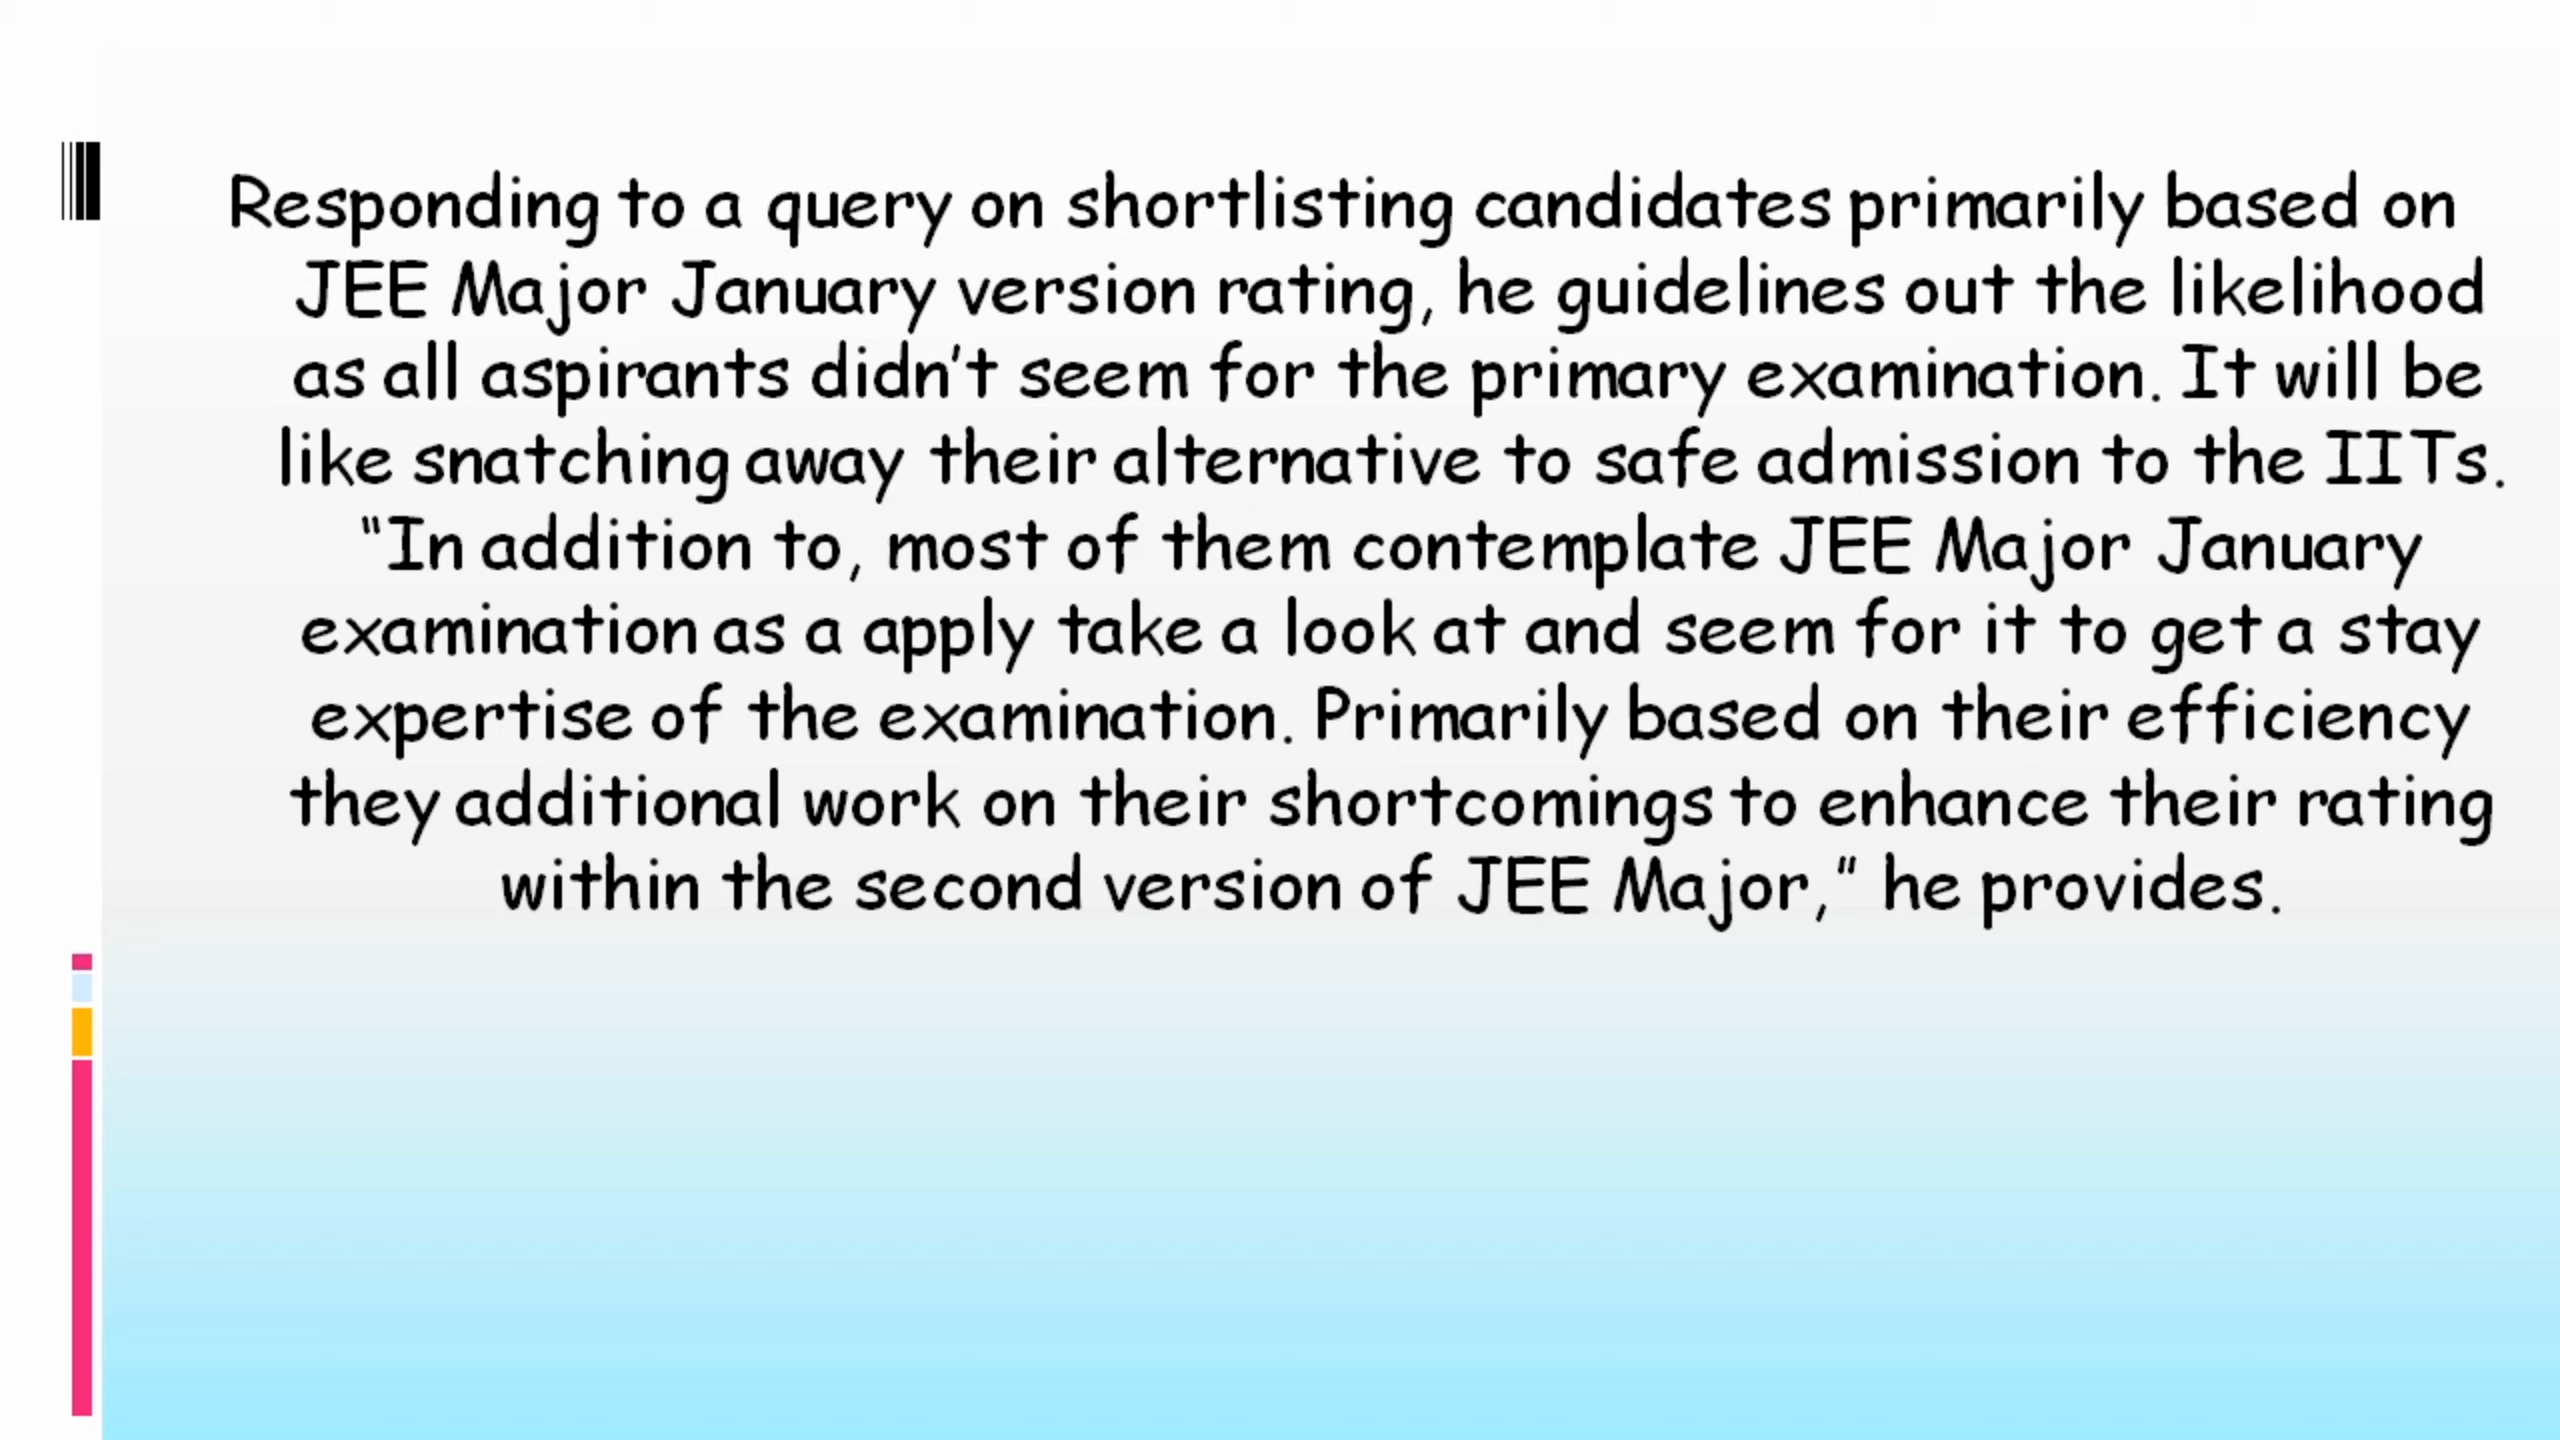 Responding to a query on shortlisting candidates primarily based on
JEE Major January version rating, he guidelines out the likelihood
as all aspirants didn’t seem for the primary examination. It will be
like snatching away their alternative to safe admission to the IITs.
“In addition to, most of them contemplate JEE Major January
examination as a apply take a look at and seem for it to get a stay
expertise of the examination. Primarily based on their efficiency
they additional work on their shortcomings to enhance their rating
within the second version of JEE Major,” he provides.